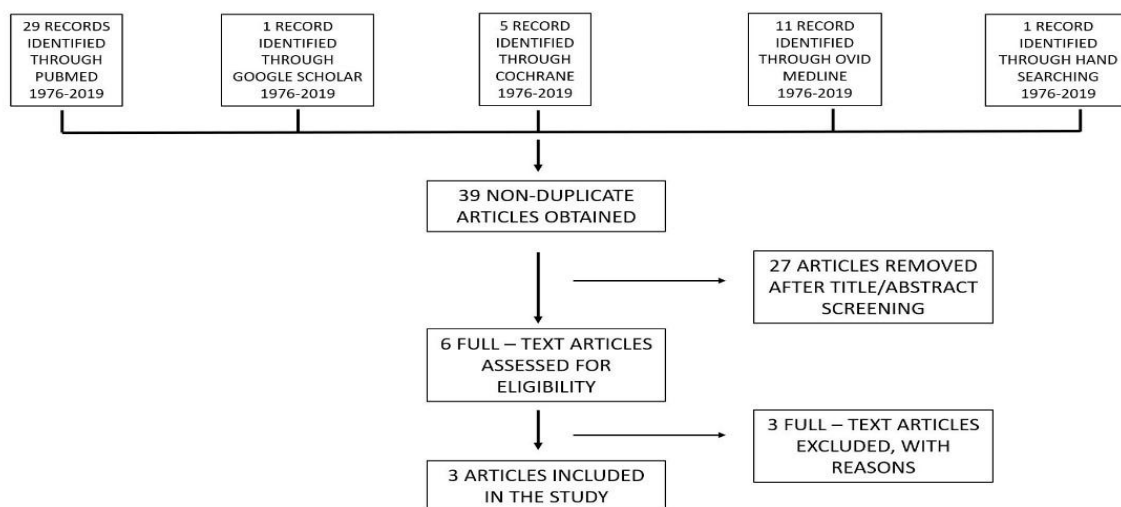 29 RECORDS
IDENTIFIED
THROUGH
PUBMED
1976-2019
1 RECORD
IDENTIFIED
THROUGH
GOOGLE SCHOLAR
1976-2019
5 RECORD
IDENTIFIED
THROUGH
COCHRANE
1976-2019
11 RECORD
IDENTIFIED
THROUGH OVID
MEDLINE
1976-2019
1 RECORD
IDENTIFIED
THROUGH HAND
SEARCHING
1976-2019
39 NON-DUPLICATE
ARTICLES OBTAINED
27 ARTICLES REMOVED
AFTER TITLE/ABSTRACT
SCREENING
6 FULL – TEXT ARTICLES
ASSESSED FOR
ELIGIBILITY
3 FULL – TEXT ARTICLES
EXCLUDED, WITH
REASONS
3 ARTICLES INCLUDED
IN THE STUDY